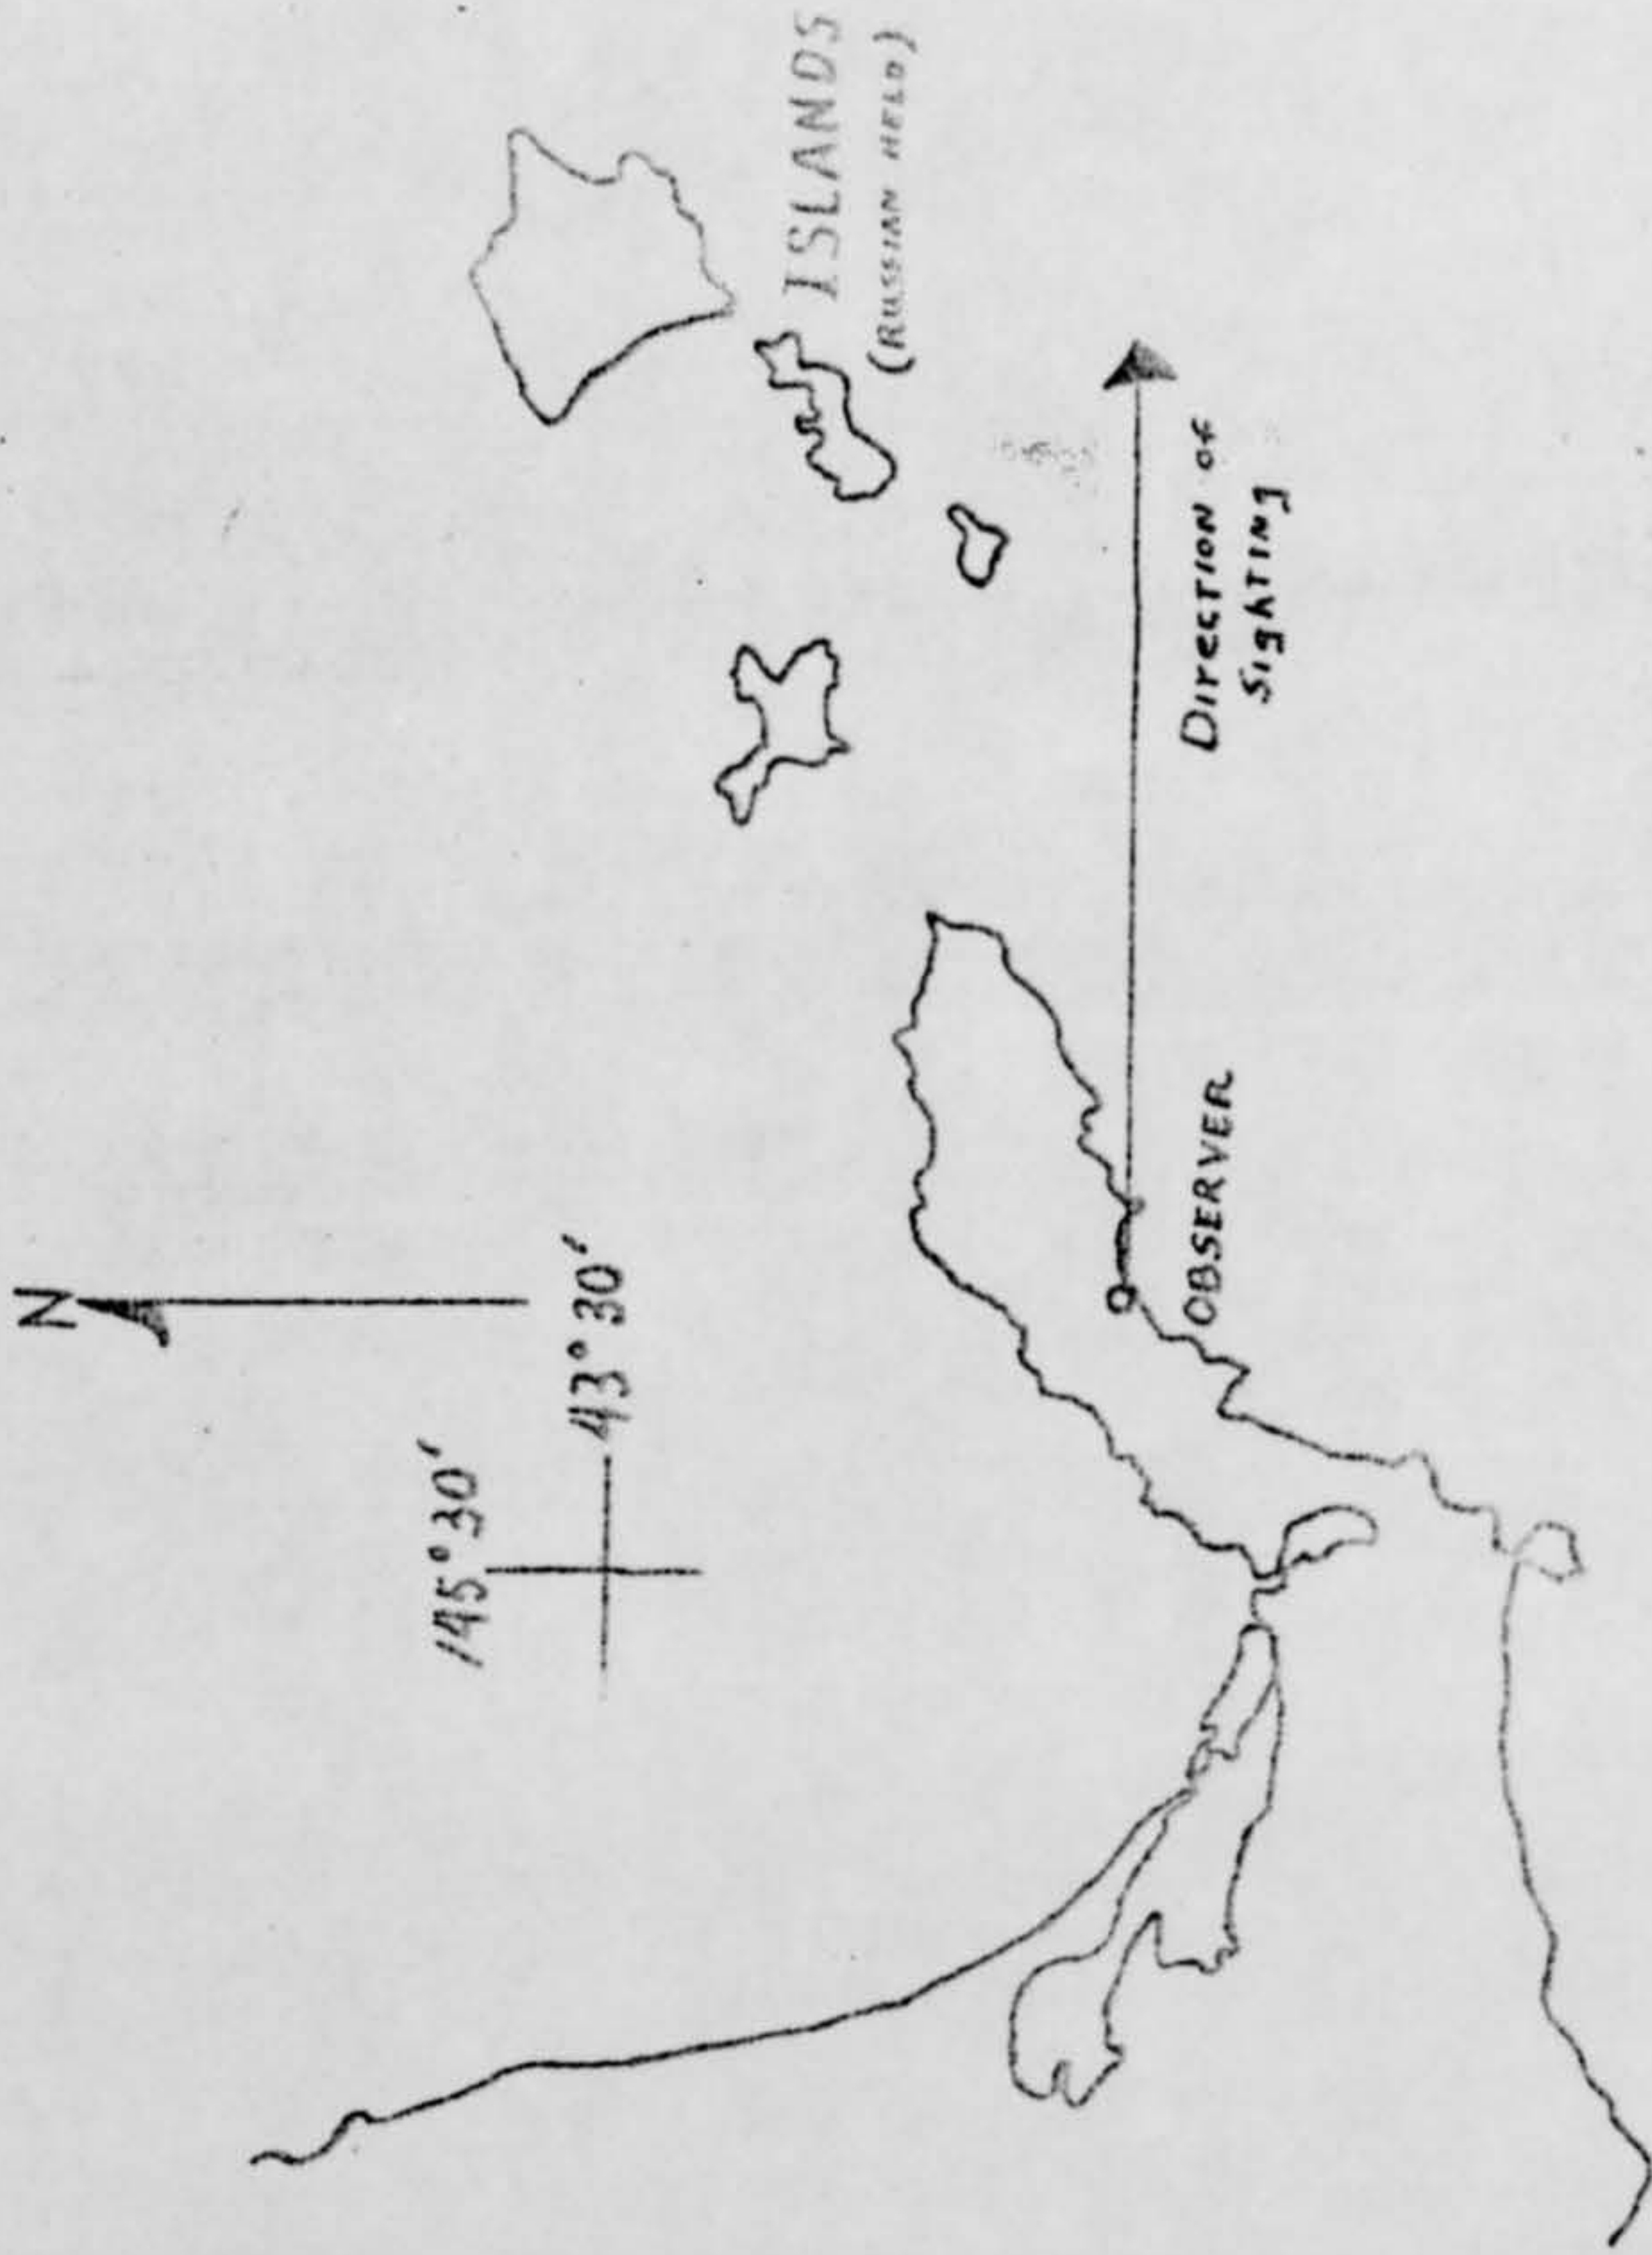 N
145° 30'
43° 30'
ISLANDS
(RUSSIAN HELD)
Direction of
Sighting
OBSERVER